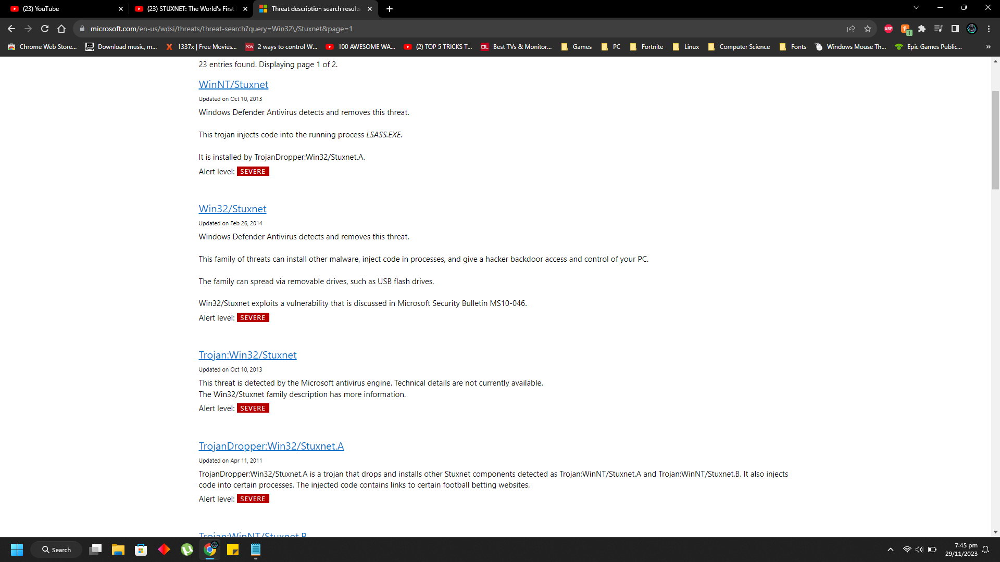 (23) YouTube
(23) STUXNET: The World's First
Threat description search results
microsoft.com/en-us/wdsi/threats/threat-search?query=Win32\/Stuxnet&page=1
ABP
1
Chrome Web Store...
Download music, m...
1337x | Free Movies...
PCW 2 ways to control W...
100 AWESOME WA...
(2) TOP 5 TRICKS T...
DL Best TVs & Monitor...
Games
PC
Fortnite
Linux
Computer Science
Fonts
Windows Mouse Th...
Epic Games Public...
»
23 entries found. Displaying page 1 of 2.
WinNT/Stuxnet
Updated on Oct 10, 2013
Windows Defender Antivirus detects and removes this threat.
This trojan injects code into the running process LSASS.EXE.
It is installed by TrojanDropper:Win32/Stuxnet.A.
Alert level: SEVERE
Win32/Stuxnet
Updated on Feb 26, 2014
Windows Defender Antivirus detects and removes this threat.
This family of threats can install other malware, inject code in processes, and give a hacker backdoor access and control of your PC.
The family can spread via removable drives, such as USB flash drives.
Win32/Stuxnet exploits a vulnerability that is discussed in Microsoft Security Bulletin MS10-046.
Alert level: SEVERE
Trojan:Win32/Stuxnet
Updated on Oct 10, 2013
This threat is detected by the Microsoft antivirus engine. Technical details are not currently available.
The Win32/Stuxnet family description has more information.
Alert level: SEVERE
TrojanDropper:Win32/Stuxnet.A
Updated on Apr 11, 2011
TrojanDropper:Win32/Stuxnet.A is a trojan that drops and installs other Stuxnet components detected as Trojan:WinNT/Stuxnet.A and Trojan:WinNT/Stuxnet.B. It also injects
code into certain processes. The injected code contains links to certain football betting websites.
Alert level: SEVERE
Trojan:WinNT/Stuxnet.B
Search
7:45 pm
29/11/2023